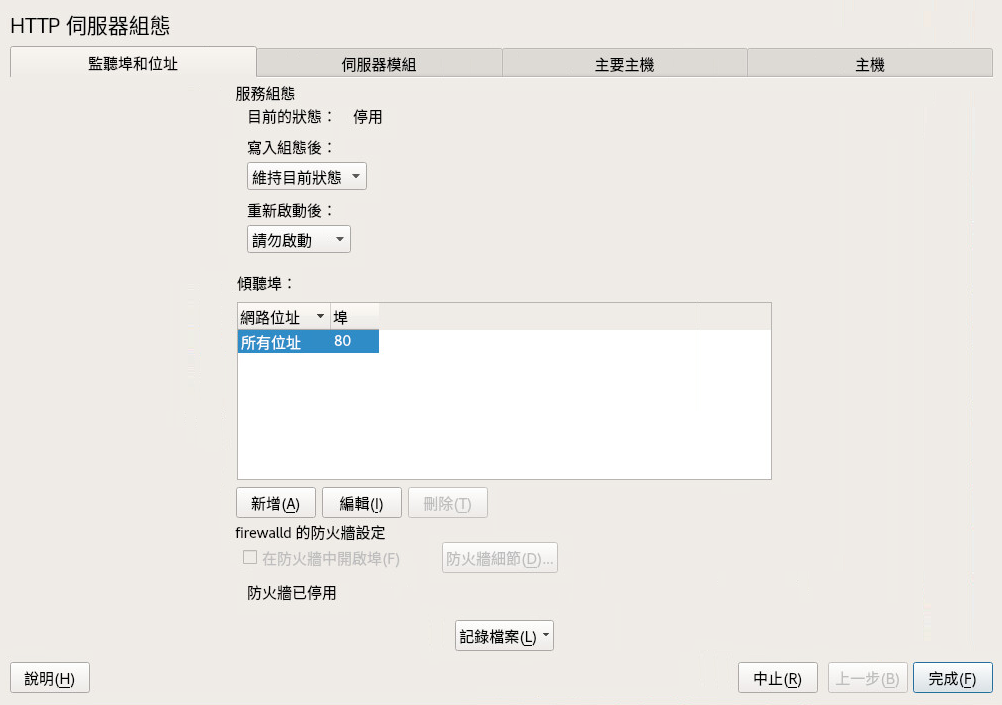 HTTP 伺服器組態
監聽埠和位址 伺服器模組 主要主機 主機
服務組態
目前的狀態： 停用
寫入組態後：
維持目前狀態
重新啟動後：
請勿啟動
傾聽埠：
網路位址 埠
所有位址 80
新增(A) 編輯(I) 刪除(T)
firewalld 的防火牆設定
在防火牆中開啟埠(F) 防火牆細節(D)...
防火牆已停用
記錄檔案(L)
說明(H) 中止(R) 上一步(B) 完成(F)